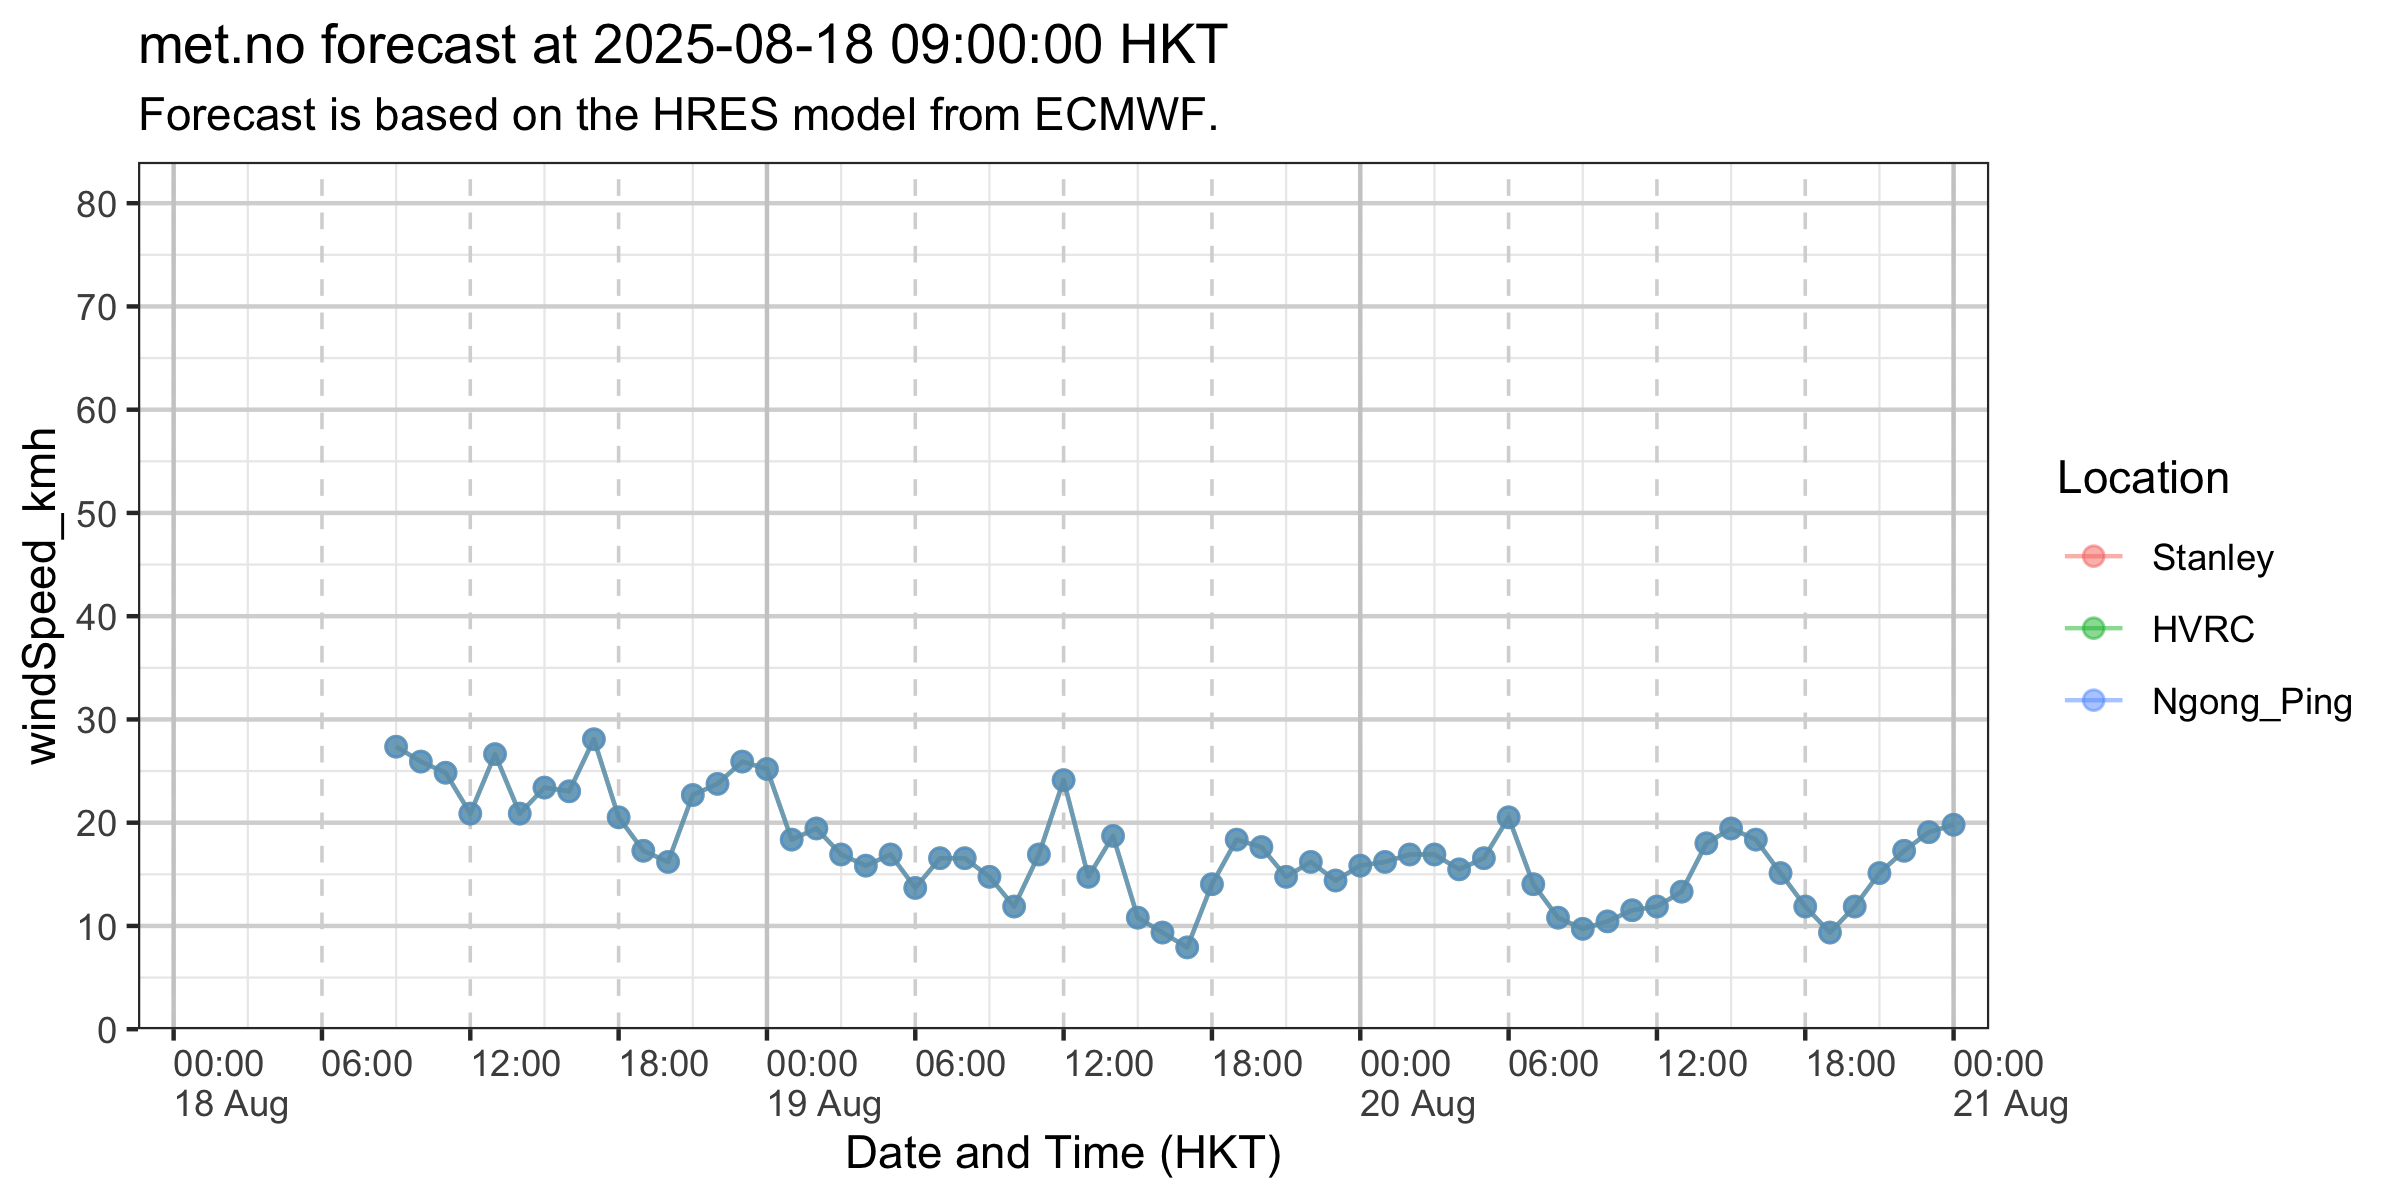 met.no forecast at 2025-08-18 09:00:00 HKT
Forecast is based on the HRES model from ECMWF.
windSpeed_kmh
80
70
60
50
40
30
20
10
0
00:00 06:00 12:00 18:00 00:00 06:00 12:00 18:00 00:00 06:00 12:00 18:00 00:00
18 Aug 19 Aug 20 Aug 21 Aug
Date and Time (HKT)
Location
Stanley
HVRC
Ngong_Ping